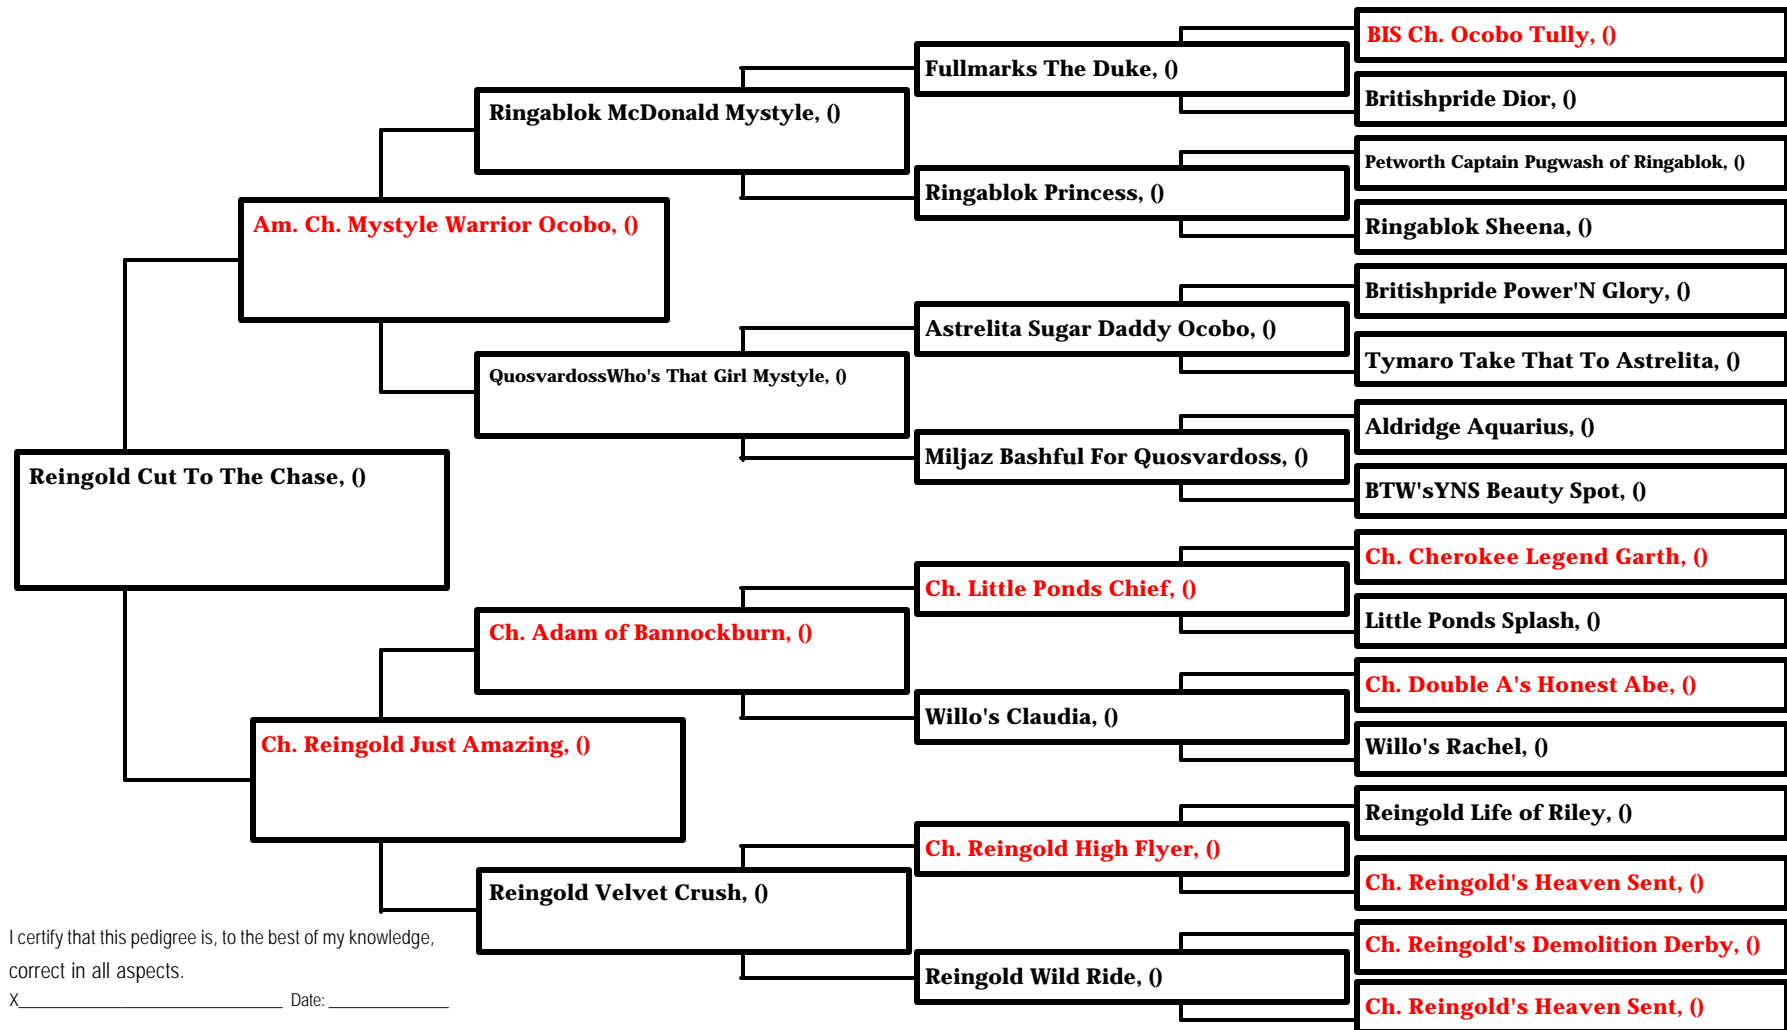 BIS Ch. Ocobo Tully, ()
Fullmarks The Duke, ()
Britishpride Dior, ()
Ringablok McDonald Mystyle, ()
Petworth Captain Pugwash of Ringablok, ()
Ringablok Princess, ()
Ringablok Sheena, ()
Am. Ch. Mystyle Warrior Ocobo, ()
Britishpride Power'N Glory, ()
Astrelita Sugar Daddy Ocobo, ()
Tymaro Take That To Astrelita, ()
QuosvardossWho's That Girl Mystyle, ()
Aldridge Aquarius, ()
Miljaz Bashful For Quosvardoss, ()
BTW'sYNS Beauty Spot, ()
Reingold Cut To The Chase, ()
Ch. Cherokee Legend Garth, ()
Ch. Little Ponds Chief, ()
Little Ponds Splash, ()
Ch. Adam of Bannockburn, ()
Ch. Double A's Honest Abe, ()
Willo's Claudia, ()
Willo's Rachel, ()
Ch. Reingold Just Amazing, ()
Reingold Life of Riley, ()
Ch. Reingold High Flyer, ()
Ch. Reingold's Heaven Sent, ()
Reingold Velvet Crush, ()
Ch. Reingold's Demolition Derby, ()
Reingold Wild Ride, ()
Ch. Reingold's Heaven Sent, ()
I certify that this pedigree is, to the best of my knowledge,
correct in all aspects.
X______________________________ Date: ______________